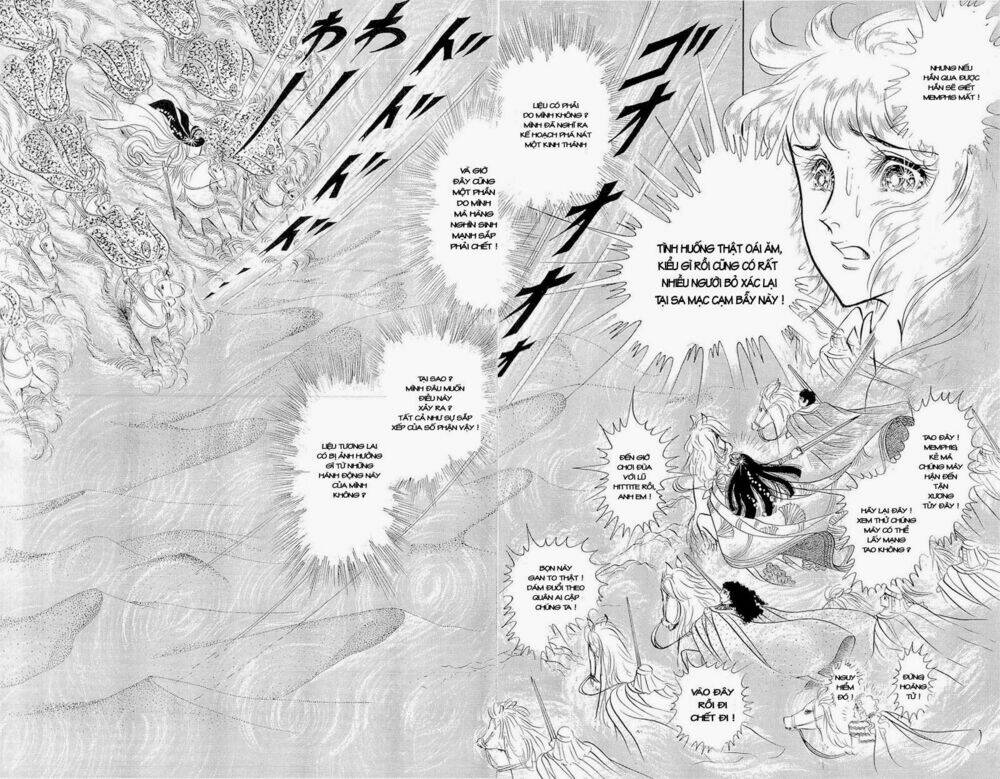 NHƯNG NẾU
HẮN QUA ĐƯỢC
HẮN SẼ GIẾT
MEMPHIS MẤT !
TÌNH HUỐNG THẬT OÁI ĂM,
KIỂU GÌ RỒI CŨNG CÓ RẤT
NHIỀU NGƯỜI BỎ XÁC LẠI
TẠI SA MẠC CẠM BẪY NÀY !
ゴオオオオ
LIỆU CÓ PHẢI
DO MÌNH KHÔNG ?
MÌNH ĐÃ NGHĨ RA
KẾ HOẠCH PHÁ NÁT
MỘT KINH THÀNH
VÀ GIỜ
ĐÂY CŨNG
MỘT PHẦN
DO MÌNH
MÀ HÀNG
NGHÌN SINH
MẠNH SẮP
PHẢI CHẾT !
ドドドド
わー
わー
TẠI SAO ?
MÌNH ĐÂU MUỐN
ĐIỀU NÀY
XẢY RA ?
TẤT CẢ NHƯ SỰ SẮP
XẾP CỦA SỐ PHẬN VẬY !
LIỆU TƯƠNG LAI
CÓ BỊ ẢNH HƯỞNG
GÌ TỪ NHỮNG
HÀNH ĐỘNG NÀY
CỦA MÌNH
KHÔNG ?
TAO ĐÂY !
MEMPHIS,
KẺ MÀ
CHÚNG MÀY
HẬN ĐẾN
TẬN
XƯƠNG
TỦY ĐÂY !
HÃY LẠI ĐÂY !
XEM THỬ CHÚNG
MÀY CÓ THỂ
LẤY MẠNG
TAO KHÔNG ?
ĐẾN GIỜ
CHƠI ĐÙA
VỚI LŨ
HITTITE RỒI,
ANH EM !
BỌN NÀY
GAN TO THẬT !
DÁM ĐUỔI THEO
QUÂN AI CẬP
CHÚNG TA !
VÀO ĐÂY
RỒI ĐI
CHẾT ĐI !
ĐỪNG
HOÀNG
TỬ !
NGUY
HIỂM
ĐÓ !